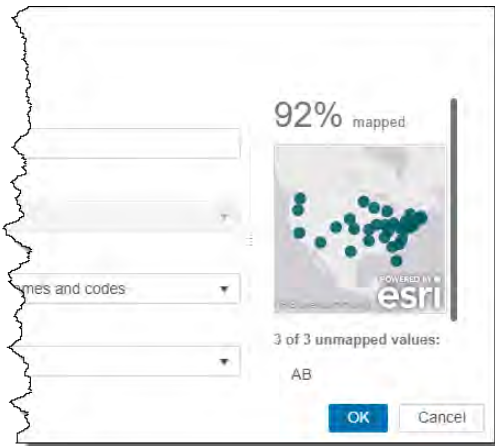 92% mapped
POWERED BY
esri
mes and codes
3 of 3 unmapped values:
AB
OK Cancel